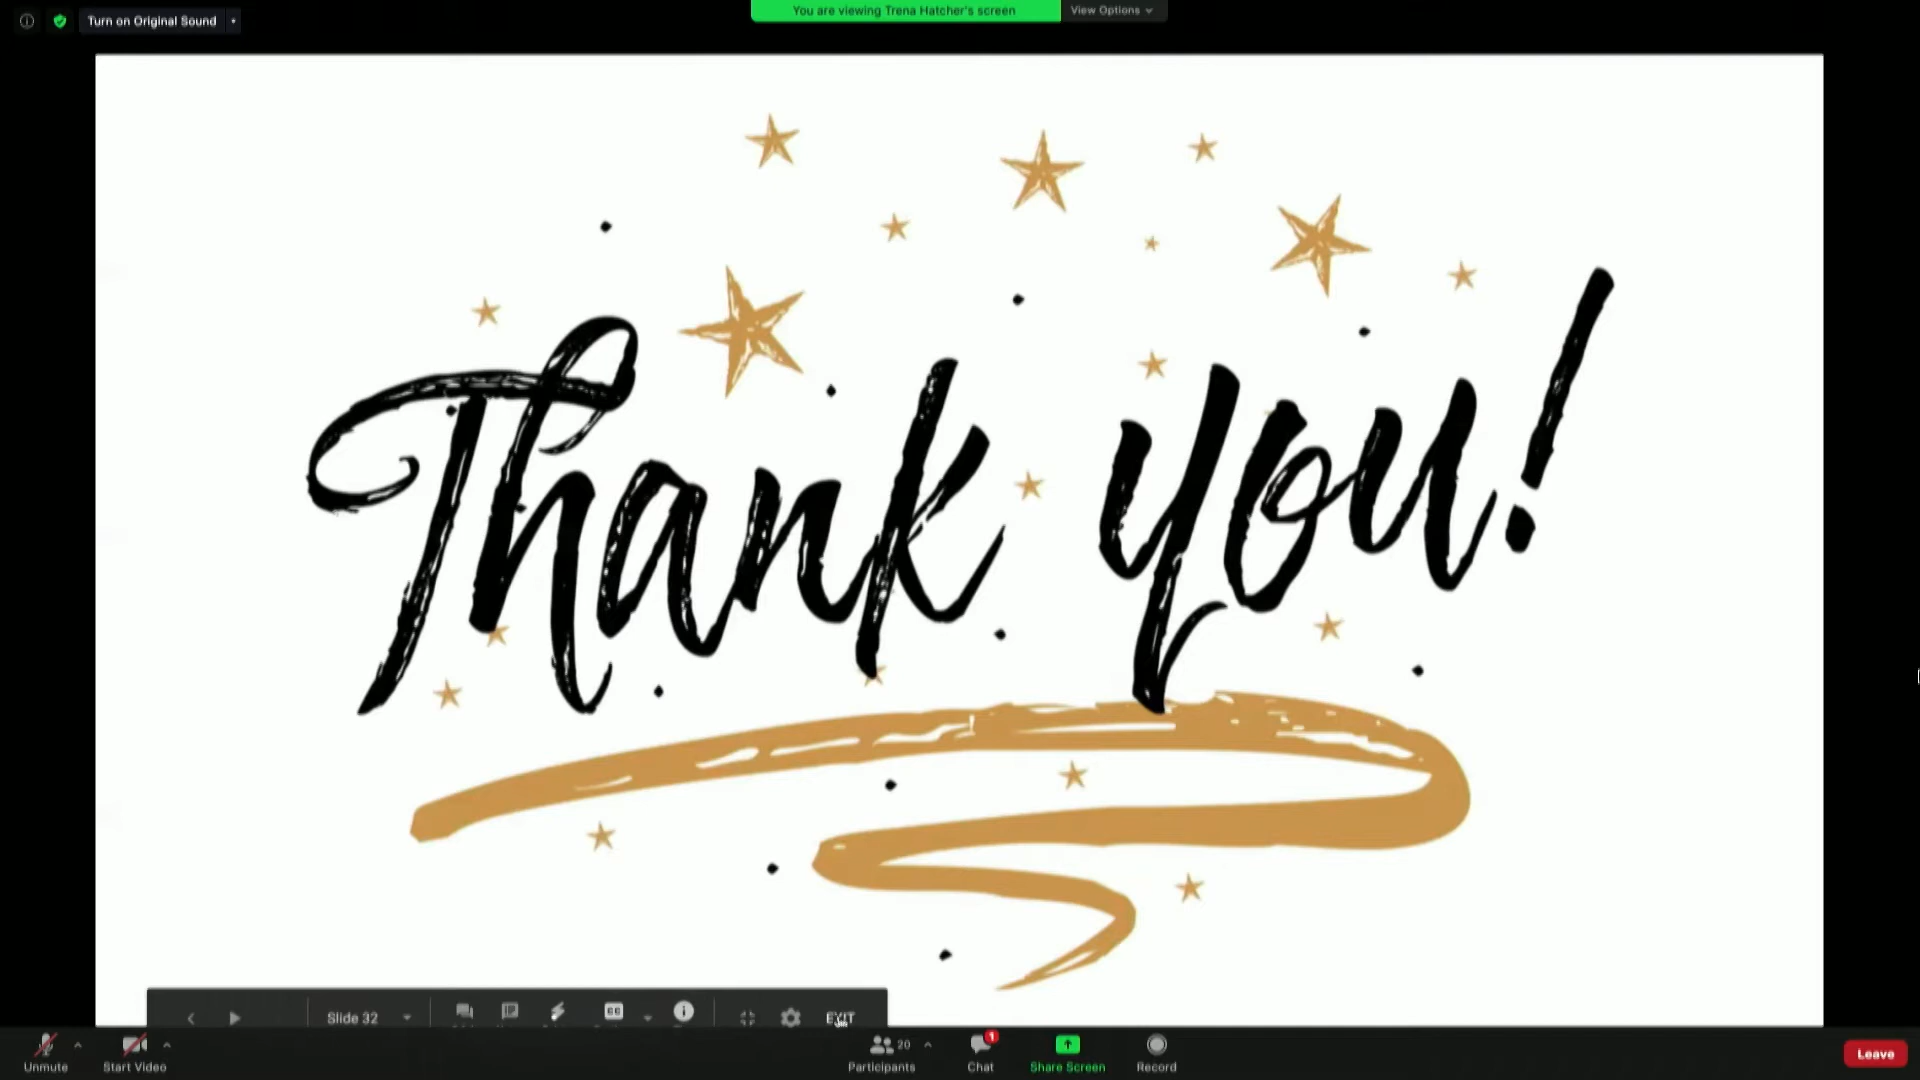 Turn on Original Sound
You are viewing Trena Hatcher's screen
View Options
Thank you!
Slide 32
CC
EXIT
Unmute
Start Video
20
Participants
1
Chat
Share Screen
Record
Leave